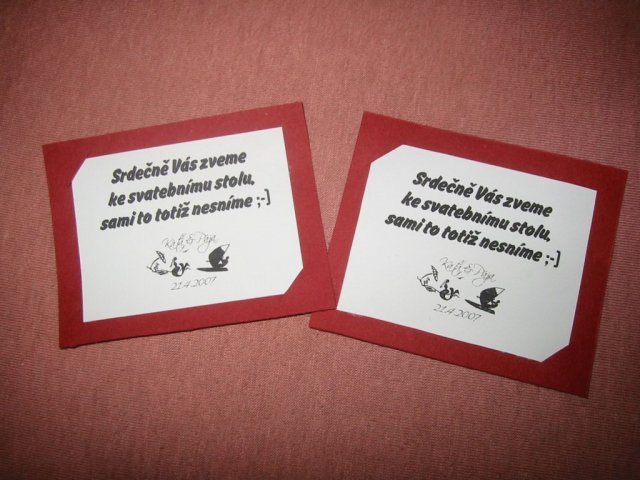 Srdečně Vás zveme
ke svatebnímu stolu,
sami to totiž nesníme ;-]
21.4.2007
Srdečně Vás zveme
ke svatebnímu stolu,
sami to totiž nesníme ;-]
21.4.2007